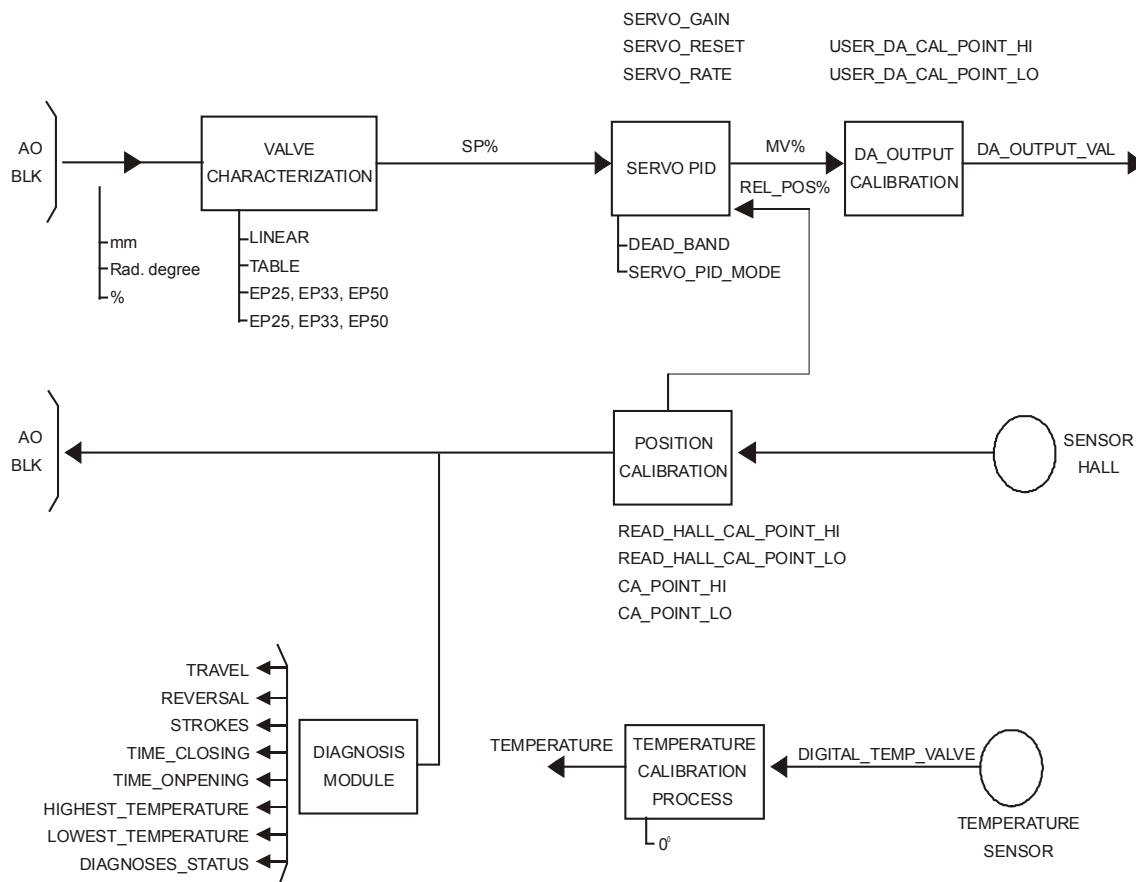 SERVO_GAIN
SERVO_RESET
SERVO_RATE
USER_DA_CAL_POINT_HI
USER_DA_CAL_POINT_LO
AO
BLK
VALVE
CHARACTERIZATION
SP%
SERVO PID
MV%
REL_POS%
DA_OUTPUT
CALIBRATION
DA_OUTPUT_VAL
mm
Rad. degree
%
LINEAR
TABLE
EP25, EP33, EP50
EP25, EP33, EP50
DEAD_BAND
SERVO_PID_MODE
AO
BLK
POSITION
CALIBRATION
SENSOR
HALL
READ_HALL_CAL_POINT_HI
READ_HALL_CAL_POINT_LO
CA_POINT_HI
CA_POINT_LO
TRAVEL
REVERSAL
STROKES
TIME_CLOSING
TIME_ONPENING
HIGHEST_TEMPERATURE
LOWEST_TEMPERATURE
DIAGNOSES_STATUS
DIAGNOSIS
MODULE
TEMPERATURE
TEMPERATURE
CALIBRATION
PROCESS
0⁰
DIGITAL_TEMP_VALVE
TEMPERATURE
SENSOR